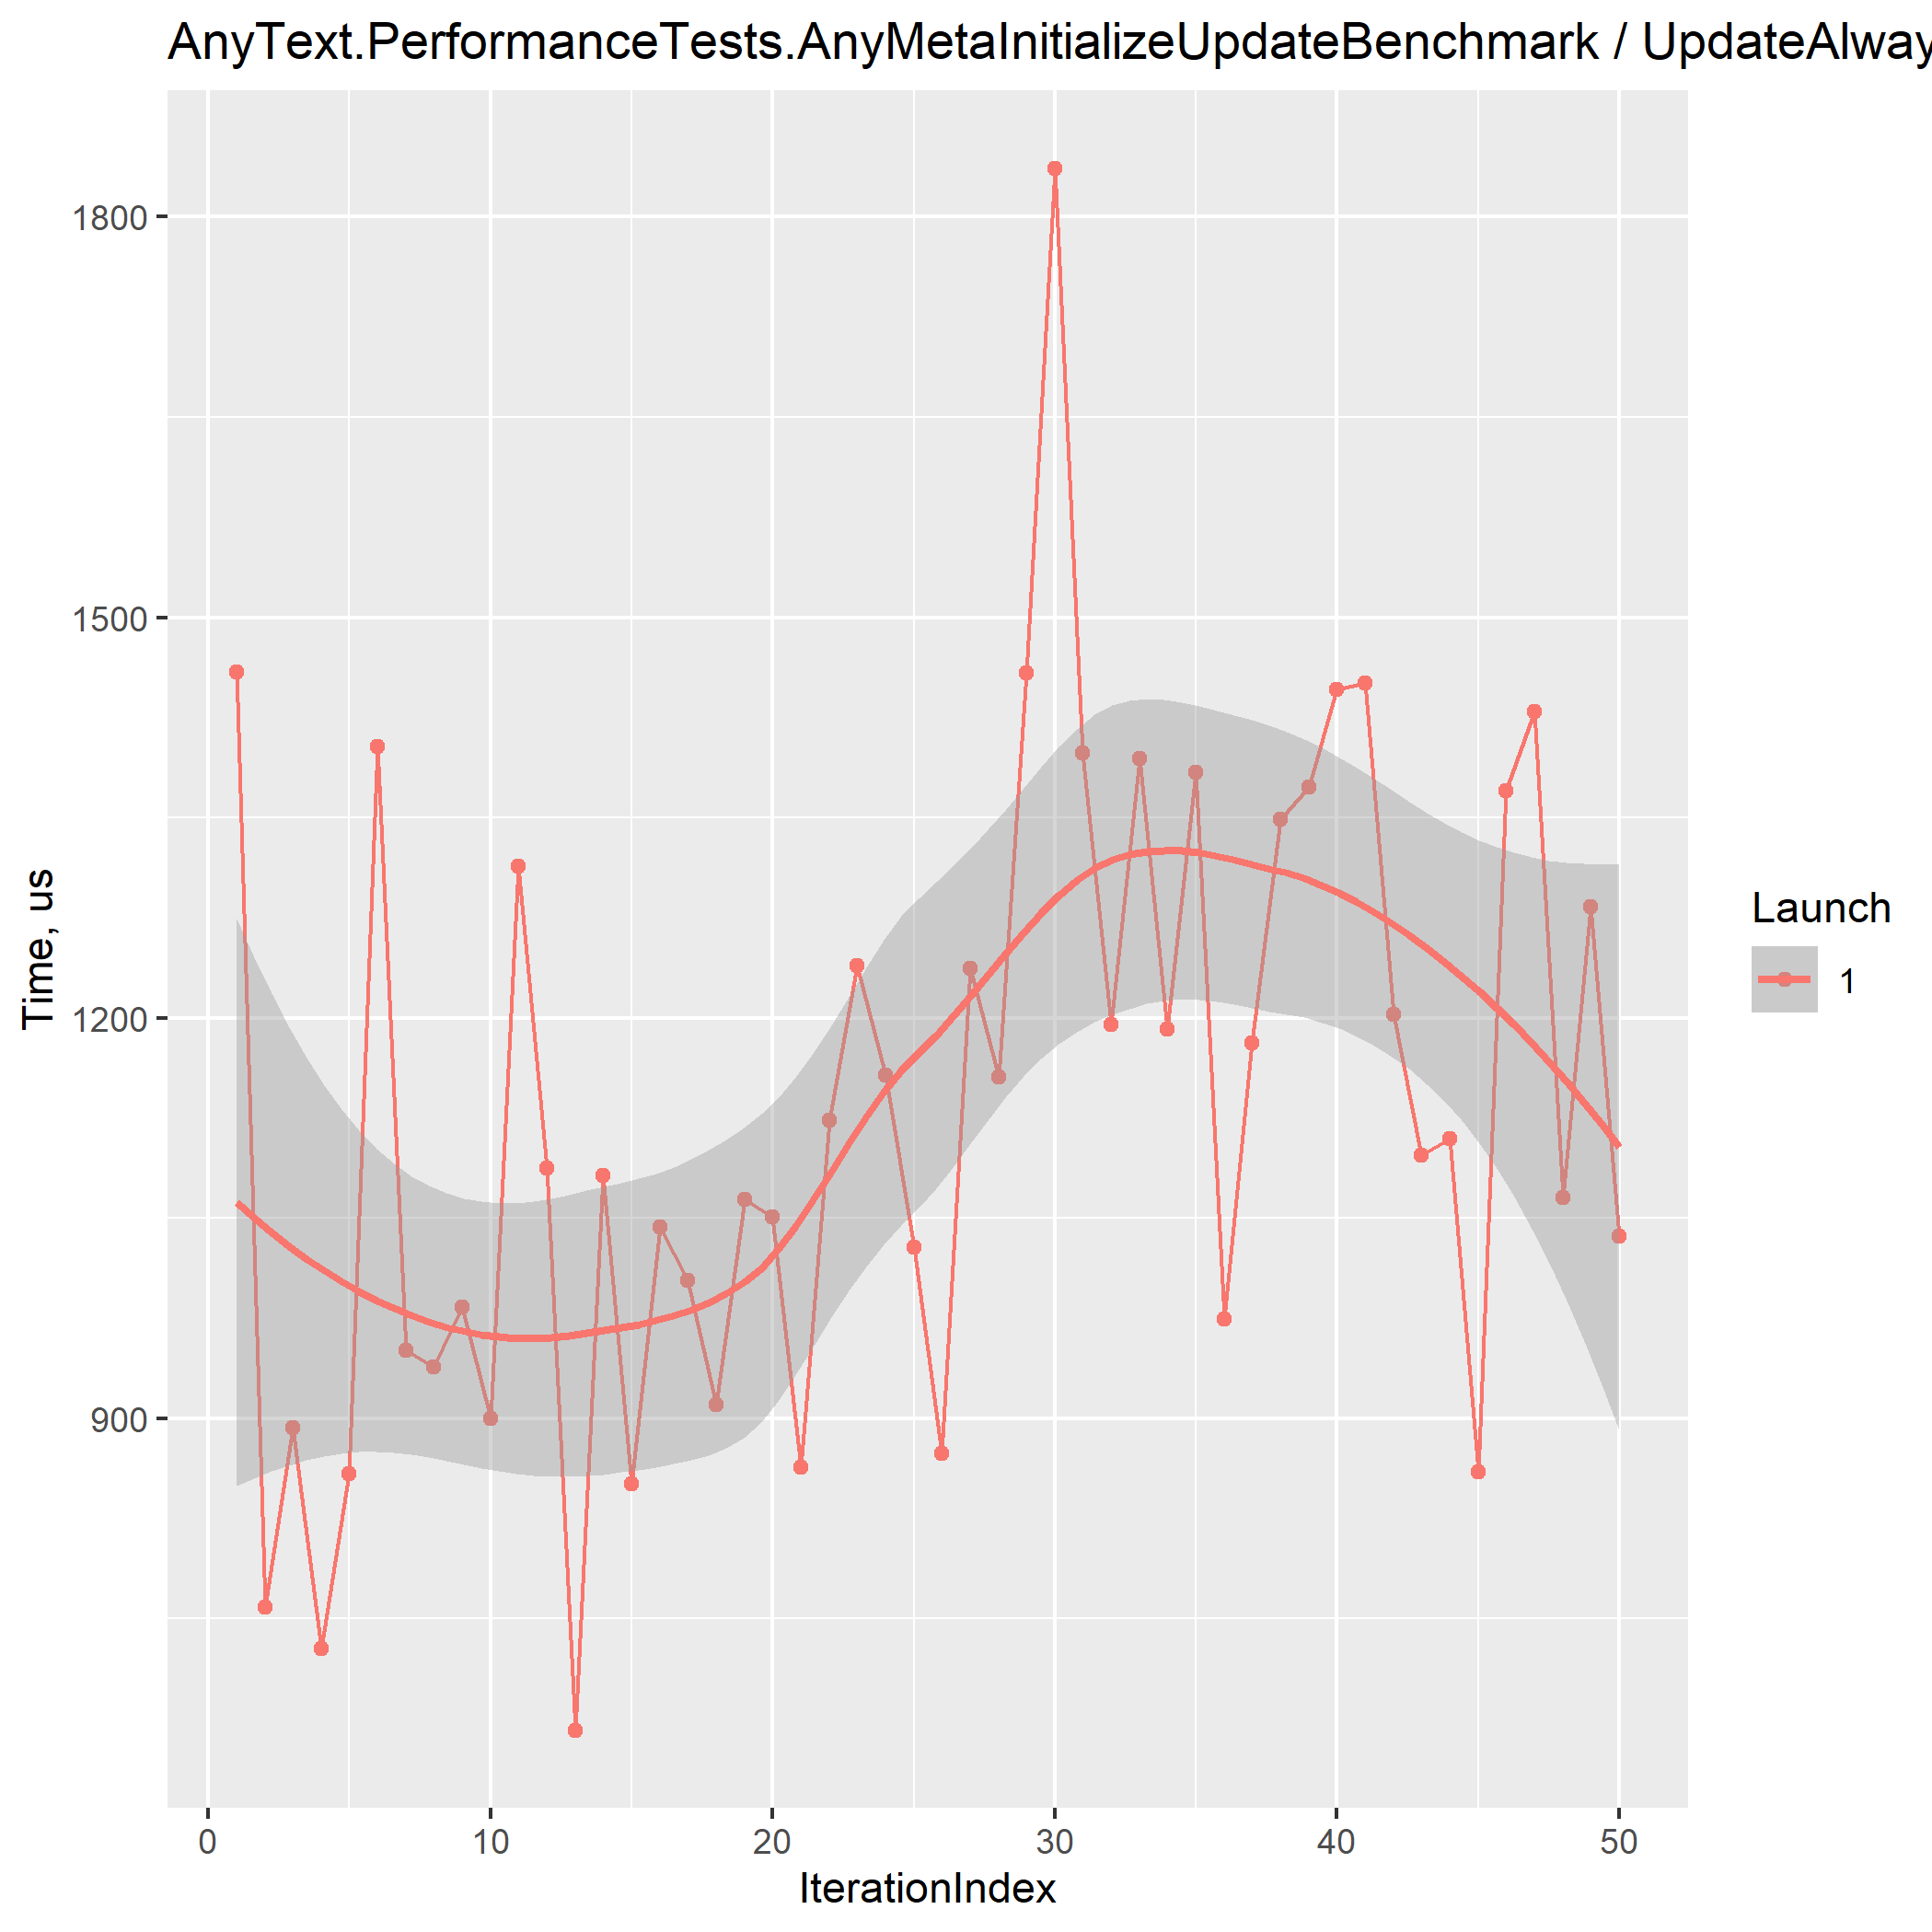 AnyText.PerformanceTests.AnyMetaInitializeUpdateBenchmark / UpdateAlway
1800
1500
1200
900
Time, us
0 10 20 30 40 50
IterationIndex
Launch
1